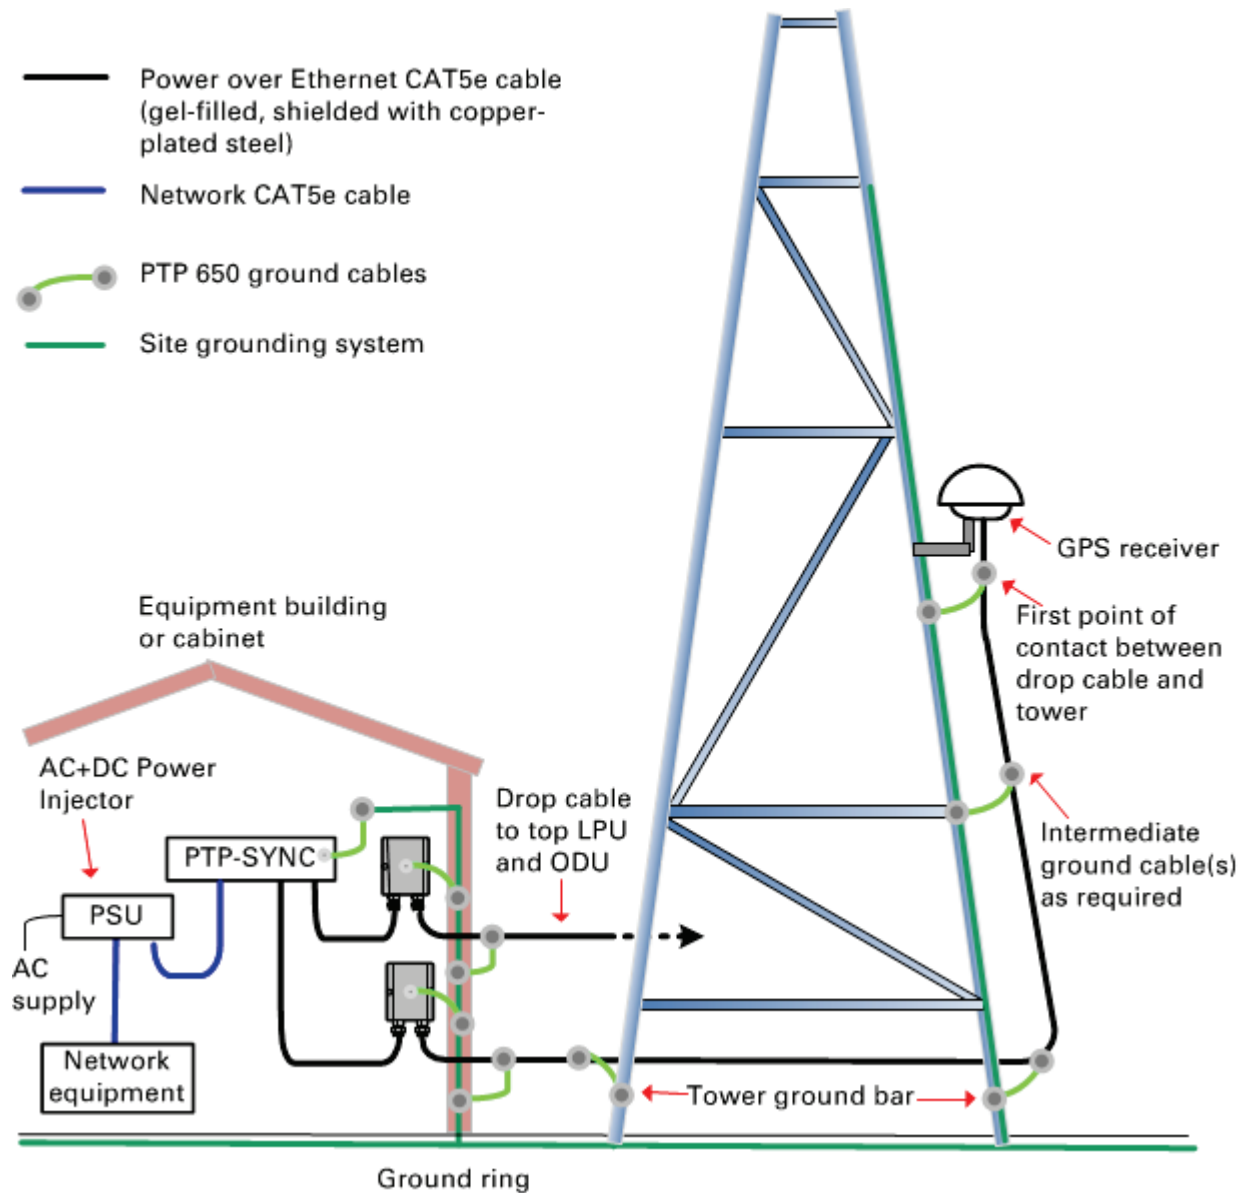 Power over Ethernet CAT5e cable
(gel-filled, shielded with copper-
plated steel)
Network CAT5e cable
PTP 650 ground cables
Site grounding system
GPS receiver
First point of
contact between
drop cable and
tower
Equipment building
or cabinet
AC+DC Power
Injector
Drop cable
to top LPU
and ODU
Intermediate
ground cable(s)
as required
PTP-SYNC
PSU
AC
supply
Network
equipment
Tower ground bar
Ground ring